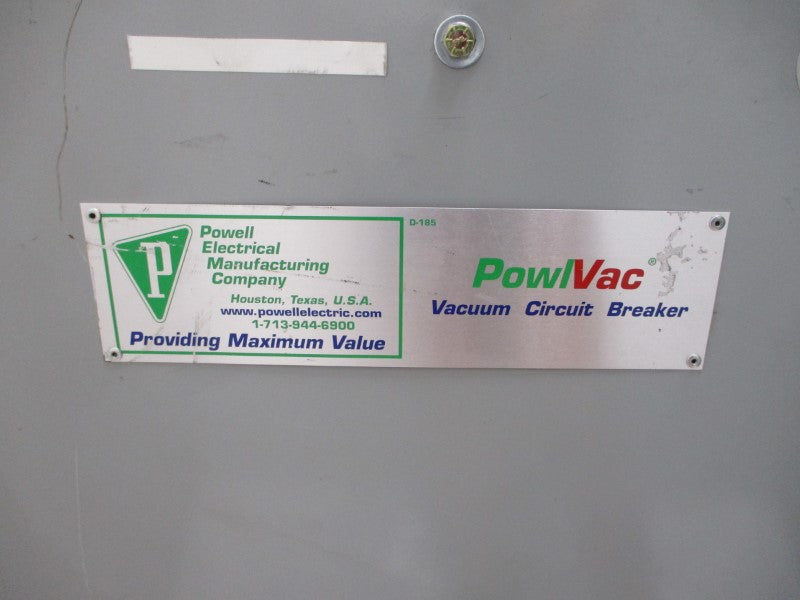 P
Powell
Electrical
Manufacturing
Company
Houston, Texas, U.S.A.
www.powellelectric.com
1-713-944-6900
Providing Maximum Value
D-185
PowlVac®
Vacuum Circuit Breaker